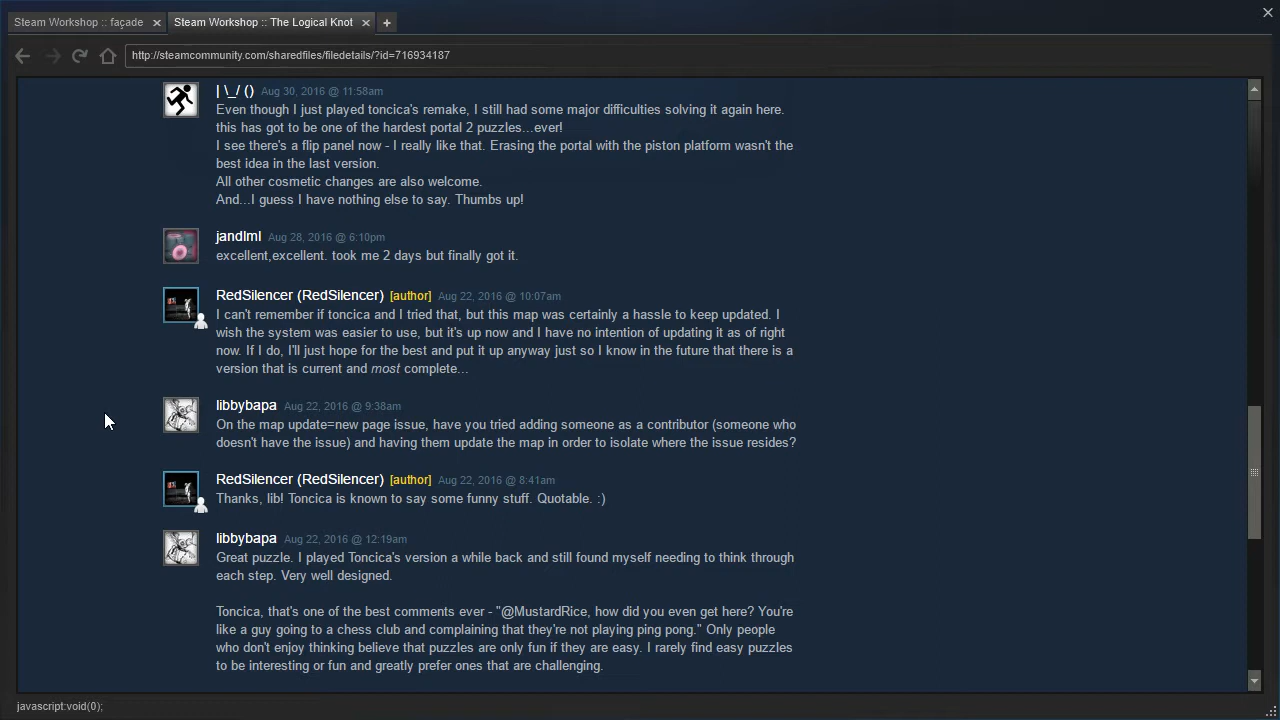 Steam Workshop :: façade
Steam Workshop :: The Logical Knot
http://steamcommunity.com/sharedfiles/filedetails/?id=716934187
| \_/ () Aug 30, 2016 @ 11:58am
Even though I just played toncica's remake, I still had some major difficulties solving it again here.
this has got to be one of the hardest portal 2 puzzles...ever!
I see there's a flip panel now - I really like that. Erasing the portal with the piston platform wasn't the
best idea in the last version.
All other cosmetic changes are also welcome.
And...I guess I have nothing else to say. Thumbs up!
jandlml Aug 28, 2016 @ 6:10pm
excellent,excellent. took me 2 days but finally got it.
RedSilencer (RedSilencer) [author] Aug 22, 2016 @ 10:07am
I can't remember if toncica and I tried that, but this map was certainly a hassle to keep updated. I
wish the system was easier to use, but it's up now and I have no intention of updating it as of right
now. If I do, I'll just hope for the best and put it up anyway just so I know in the future that there is a
version that is current and most complete...
libbybapa Aug 22, 2016 @ 9:38am
On the map update=new page issue, have you tried adding someone as a contributor (someone who
doesn't have the issue) and having them update the map in order to isolate where the issue resides?
RedSilencer (RedSilencer) [author] Aug 22, 2016 @ 8:41am
Thanks, lib! Toncica is known to say some funny stuff. Quotable. :)
libbybapa Aug 22, 2016 @ 12:19am
Great puzzle. I played Toncica's version a while back and still found myself needing to think through
each step. Very well designed.
Toncica, that's one of the best comments ever - "@MustardRice, how did you even get here? You're
like a guy going to a chess club and complaining that they're not playing ping pong." Only people
who don't enjoy thinking believe that puzzles are only fun if they are easy. I rarely find easy puzzles
to be interesting or fun and greatly prefer ones that are challenging.
javascript:void(0);